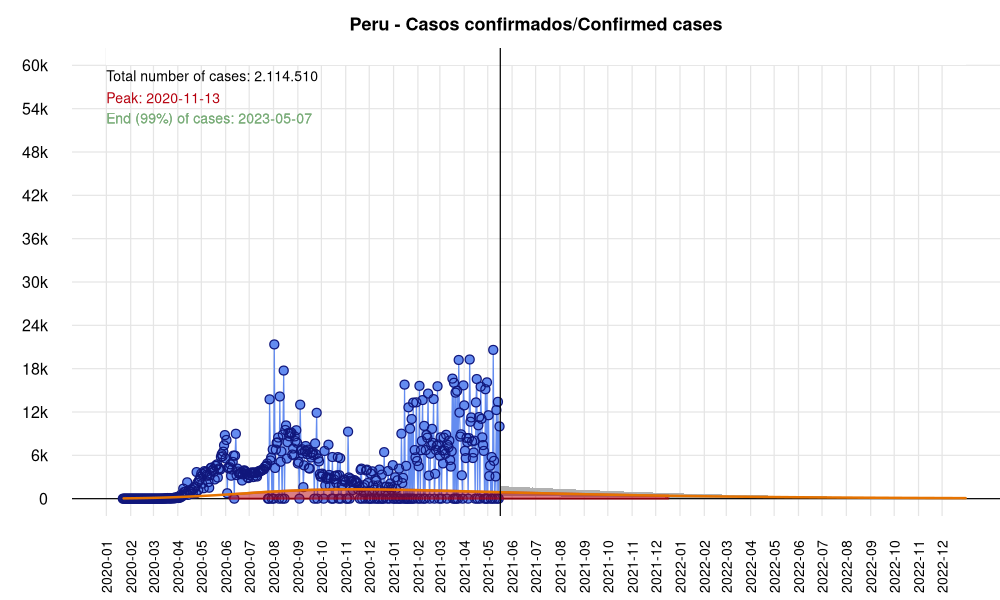 Peru - Casos confirmados/Confirmed cases
Total number of cases: 2.114.510
Peak: 2020-11-13
End (99%) of cases: 2023-05-07
60k
54k
48k
42k
36k
30k
24k
18k
12k
6k
0
2020-01
2020-02
2020-03
2020-04
2020-05
2020-06
2020-07
2020-08
2020-09
2020-10
2020-11
2020-12
2021-01
2021-02
2021-03
2021-04
2021-05
2021-06
2021-07
2021-08
2021-09
2021-10
2021-11
2021-12
2022-01
2022-02
2022-03
2022-04
2022-05
2022-06
2022-07
2022-08
2022-09
2022-10
2022-11
2022-12